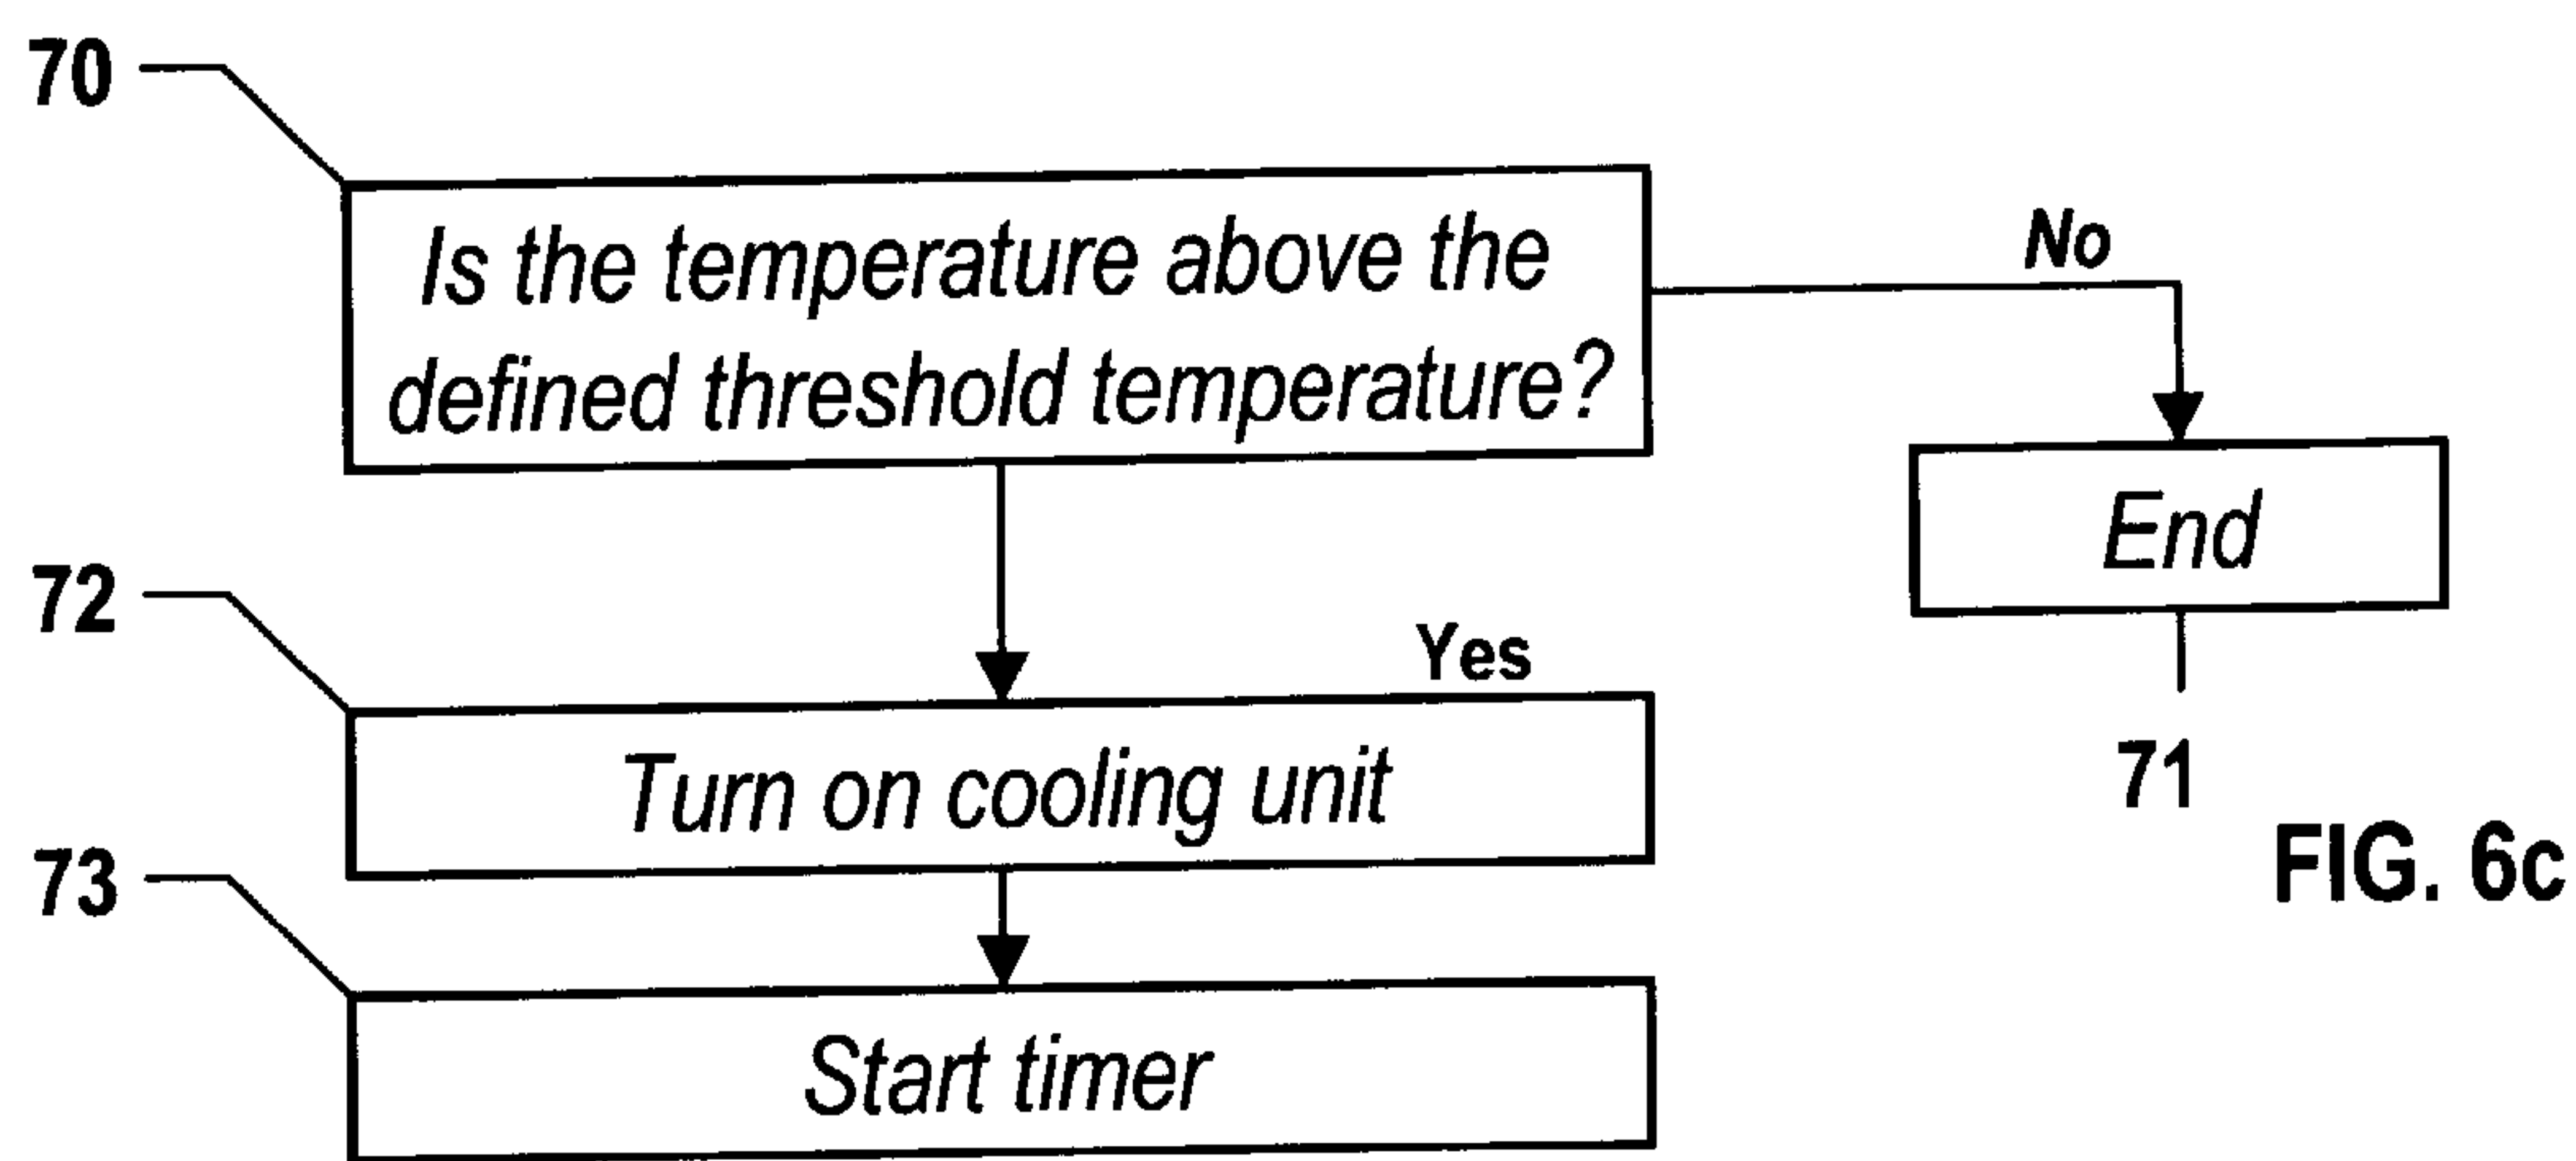 70
Is the temperature above the
defined threshold temperature?
No
End
71
72
Yes
Turn on cooling unit
73
Start timer
FIG. 6c